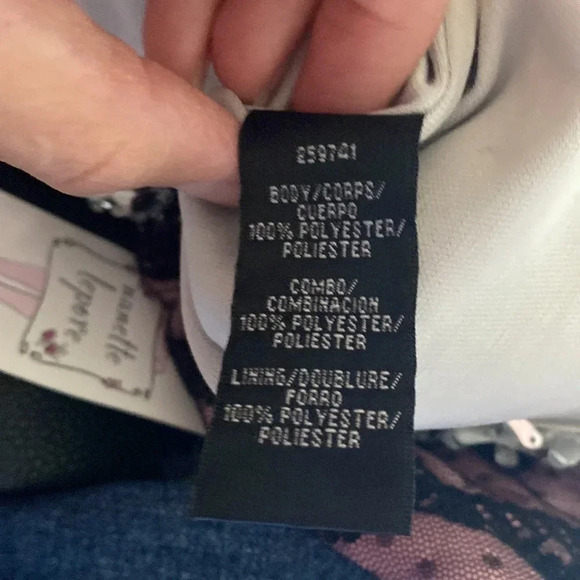 259741
BODY/CORPS/
CUERPO
100% POLYESTER/
POLIESTER
COMBO/
COMBINACION
100% POLYESTER/
POLIESTER
LINING/DOUBLURE/
FORRO
100% POLYESTER/
POLIESTER
nanette
lepore